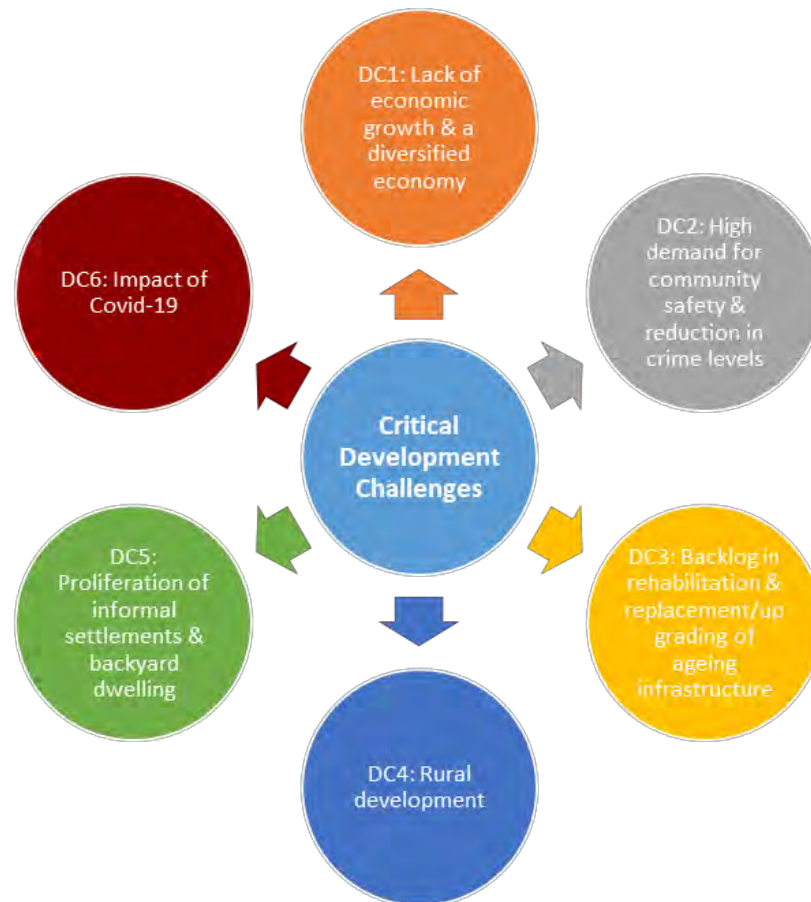 DC1: Lack of
economic
growth & a
diversified
economy
DC2: High
demand for
community
safety &
reduction in
crime levels
DC6: Impact of
Covid-19
Critical
Development
Challenges
DC3: Backlog in
rehabilitation &
replacement/up
grading of
ageing
infrastructure
DC5:
Proliferation of
informal
settlements &
backyard
dwelling
DC4: Rural
development